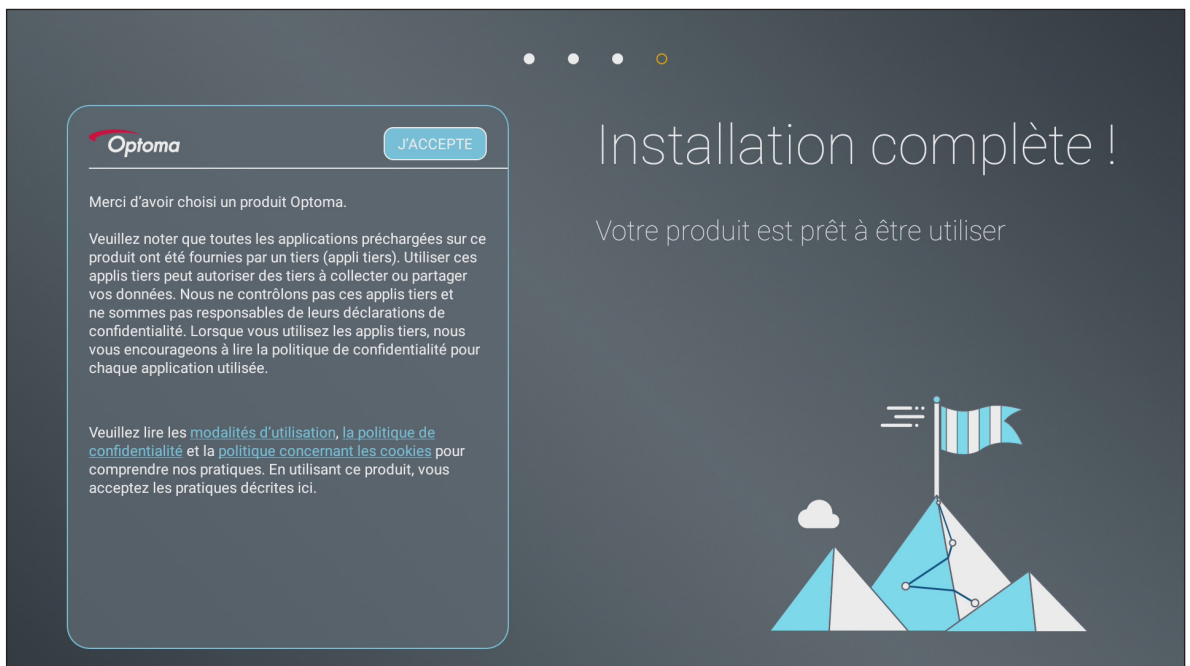 Optoma
J'ACCEPTE
Merci d'avoir choisi un produit Optoma.
Veuillez noter que toutes les applications préchargées sur ce
produit ont été fournies par un tiers (appli tiers). Utiliser ces
applis tiers peut autoriser des tiers à collecter ou partager
vos données. Nous ne contrôlons pas ces applis tiers et
ne sommes pas responsables de leurs déclarations de
confidentialité. Lorsque vous utilisez les applis tiers, nous
vous encourageons à lire la politique de confidentialité pour
chaque application utilisée.
Veuillez lire les modalités d'utilisation, la politique de
confidentialité et la politique concernant les cookies pour
comprendre nos pratiques. En utilisant ce produit, vous
acceptez les pratiques décrites ici.
Installation complète !
Votre produit est prêt à être utiliser